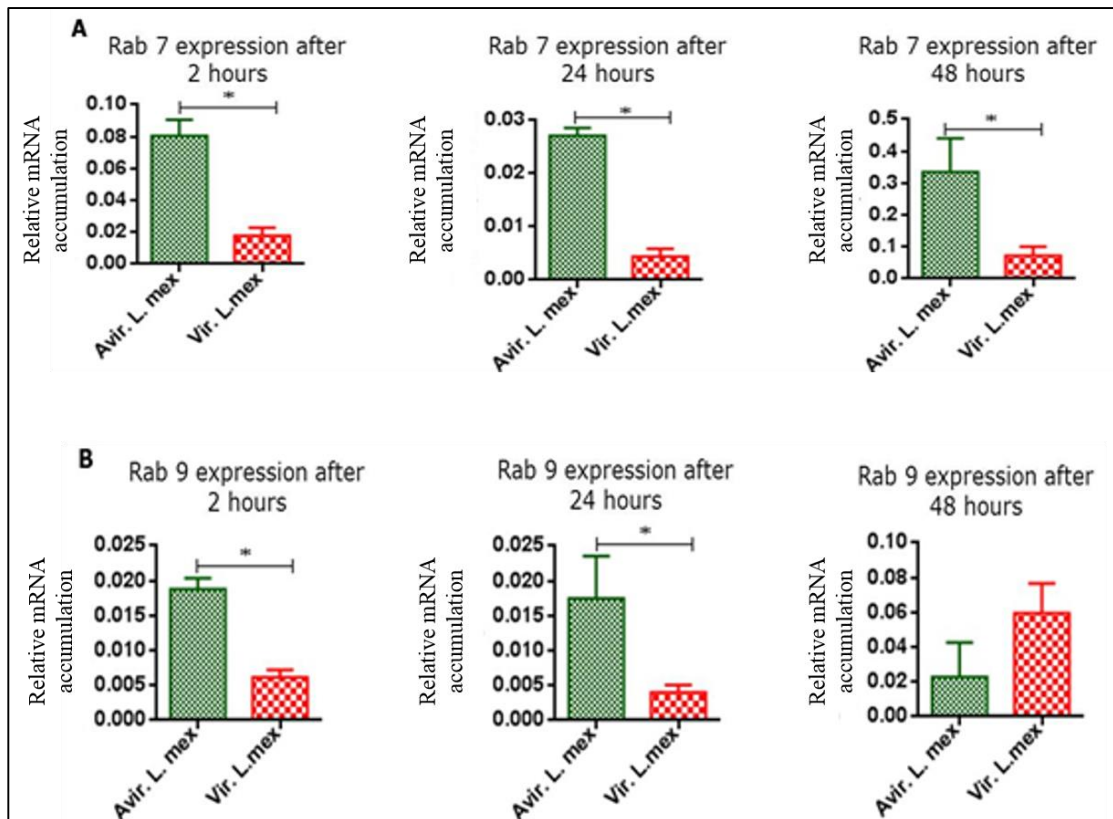 A
Rab 7 expression after
2 hours
Relative mRNA
accumulation
*
0.10
0.08
0.06
0.04
0.02
0.00
Avir. L. mex
Vir. L.mex
Rab 7 expression after
24 hours
Relative mRNA
accumulation
*
0.03
0.02
0.01
0.00
Avir. L. mex
Vir. L.mex
Rab 7 expression after
48 hours
Relative mRNA
accumulation
*
0.5
0.4
0.3
0.2
0.1
0.0
Avir. L. mex
Vir. L.mex
B
Rab 9 expression after
2 hours
Relative mRNA
accumulation
*
0.025
0.020
0.015
0.010
0.005
0.000
Avir. L. mex
Vir. L.mex
Rab 9 expression after
24 hours
Relative mRNA
accumulation
*
0.025
0.020
0.015
0.010
0.005
0.000
Avir. L. mex
Vir. L.mex
Rab 9 expression after
48 hours
Relative mRNA
accumulation
0.10
0.08
0.06
0.04
0.02
0.00
Avir. L. mex
Vir. L.mex